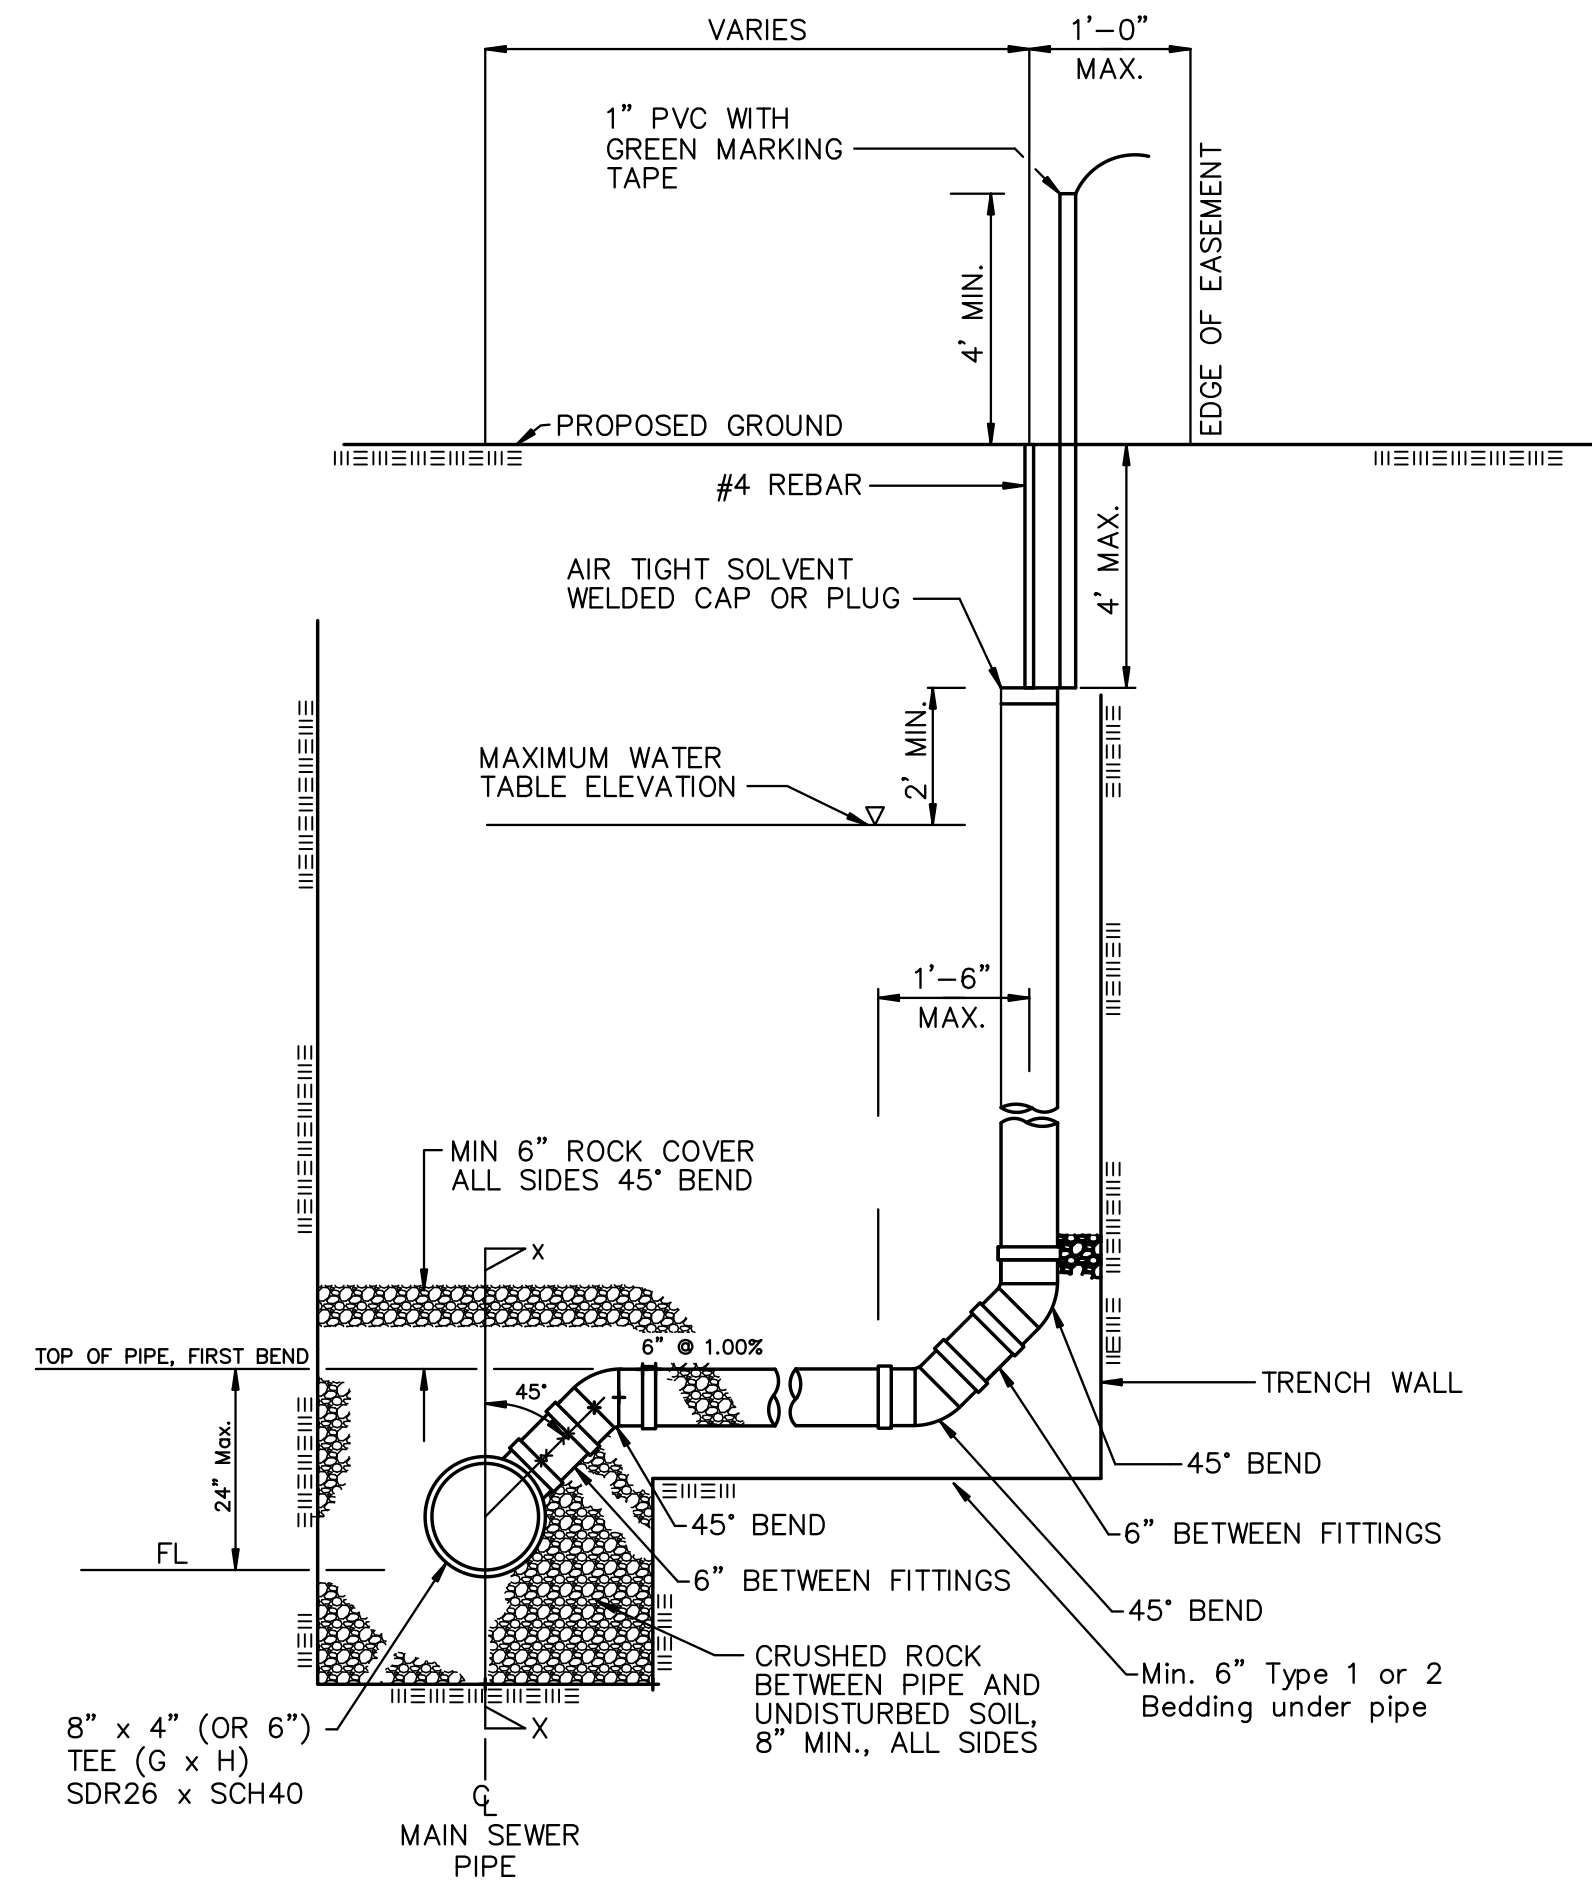 VARIES
1'-0"
MAX.
1" PVC WITH
GREEN MARKING
TAPE
EDGE OF EASEMENT
4' MIN.
PROPOSED GROUND
#4 REBAR
4' MAX.
AIR TIGHT SOLVENT
WELDED CAP OR PLUG
2' MIN.
MAXIMUM WATER
TABLE ELEVATION
1'-6"
MAX.
MIN 6" ROCK COVER
ALL SIDES 45° BEND
X
TOP OF PIPE, FIRST BEND
6" @ 1.00%
45°
24" Max.
TRENCH WALL
45° BEND
45° BEND
6" BETWEEN FITTINGS
FL
6" BETWEEN FITTINGS
45° BEND
CRUSHED ROCK
BETWEEN PIPE AND
UNDISTURBED SOIL,
8" MIN., ALL SIDES
Min. 6" Type 1 or 2
Bedding under pipe
8" x 4" (OR 6")
TEE (G x H)
SDR26 x SCH40
X
CL
MAIN SEWER
PIPE